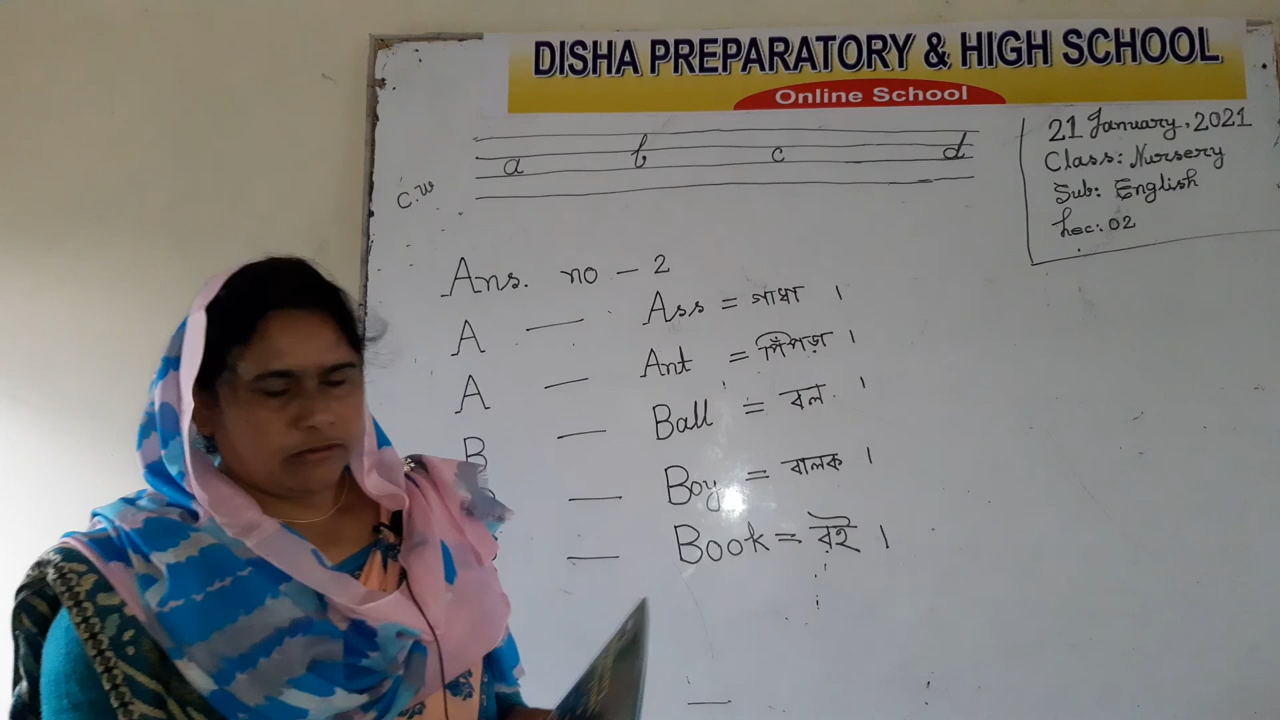 DISHA PREPARATORY & HIGH SCHOOL
Online School
21 January, 2021
Class: Nursery
Sub: English
Lec: 02
C.W
a b c d
Ans. no - 2
A — Ass = গাধা ।
A — Ant = পিঁপড়া ।
B — Ball = বল ।
— Boy = বালক ।
— Book = বই ।